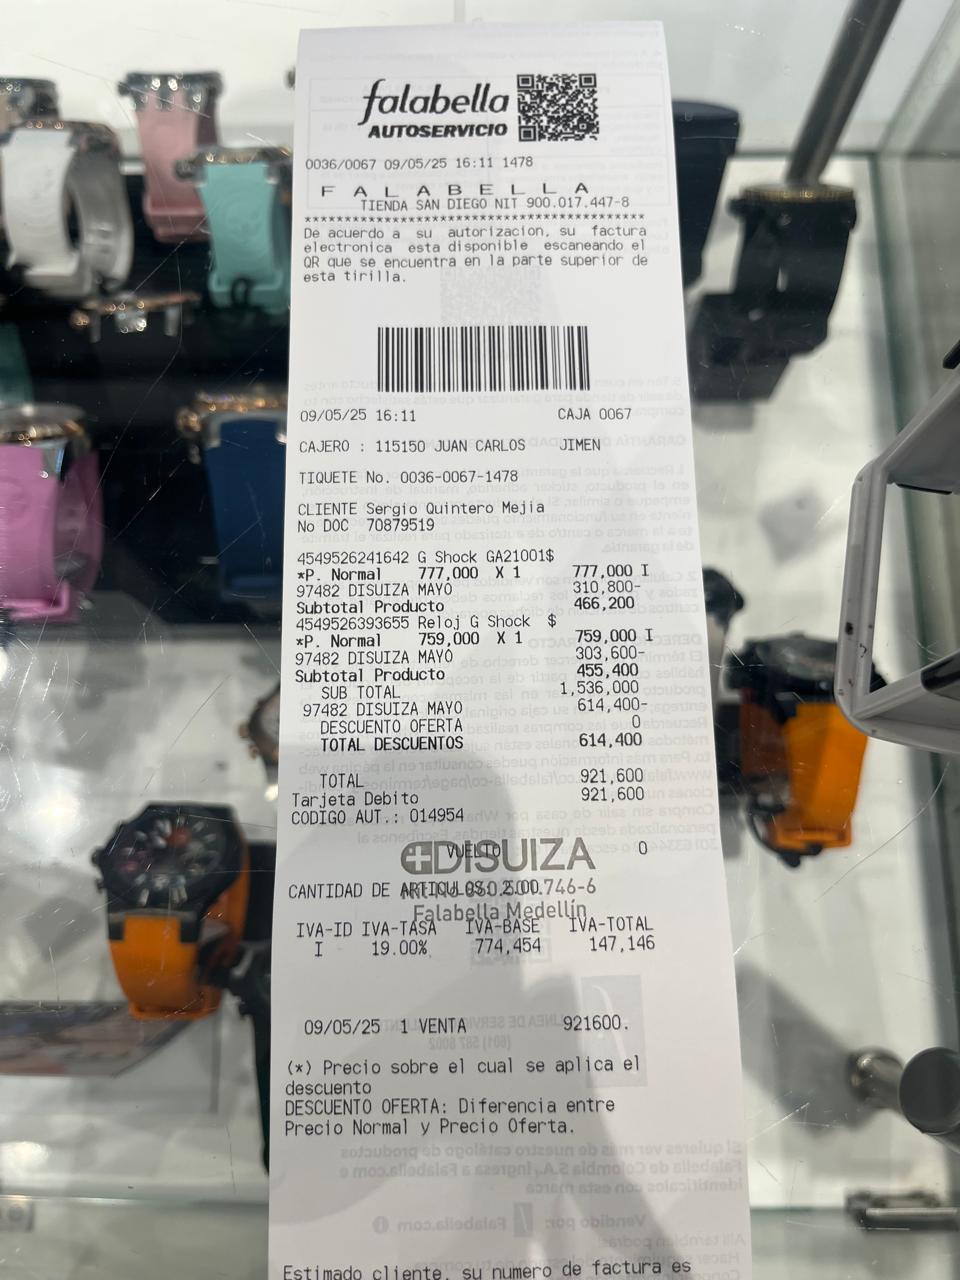 falabella
AUTOSERVICIO
0036/0067 09/05/25 16:11 1478
F A L A B E L L A
TIENDA SAN DIEGO NIT 900.017.447-8
*******************************************
De acuerdo a su autorizacion, su factura
electronica esta disponible escaneando el
QR que se encuentra en la parte superior de
esta tirilla.
09/05/25 16:11 CAJA 0067
CAJERO : 115150 JUAN CARLOS JIMEN
TIQUETE No. 0036-0067-1478
CLIENTE Sergio Quintero Mejia
No DOC 70879519
4549526241642 G Shock GA21001$
*P. Normal 777,000 X 1 777,000 I
97482 DISUIZA MAYO 310,800-
Subtotal Producto 466,200
4549526393655 Reloj G Shock $
*P. Normal 759,000 X 1 759,000 I
97482 DISUIZA MAYO 303,600-
Subtotal Producto 455,400
SUB TOTAL 1,536,000
97482 DISUIZA MAYO 614,400-
DESCUENTO OFERTA 0
TOTAL DESCUENTOS 614,400
TOTAL 921,600
Tarjeta Debito 921,600
CODIGO AUT.: 014954
VUELTO 0
DISUIZA
CANTIDAD DE ARTICULOS: 2.00
Falabella Medellín
IVA-ID IVA-TASA IVA-BASE IVA-TOTAL
I 19.00% 774,454 147,146
09/05/25 1 VENTA 921600.
(*) Precio sobre el cual se aplica el
descuento
DESCUENTO OFERTA: Diferencia entre
Precio Normal y Precio Oferta.
Estimado cliente, su numero de factura es